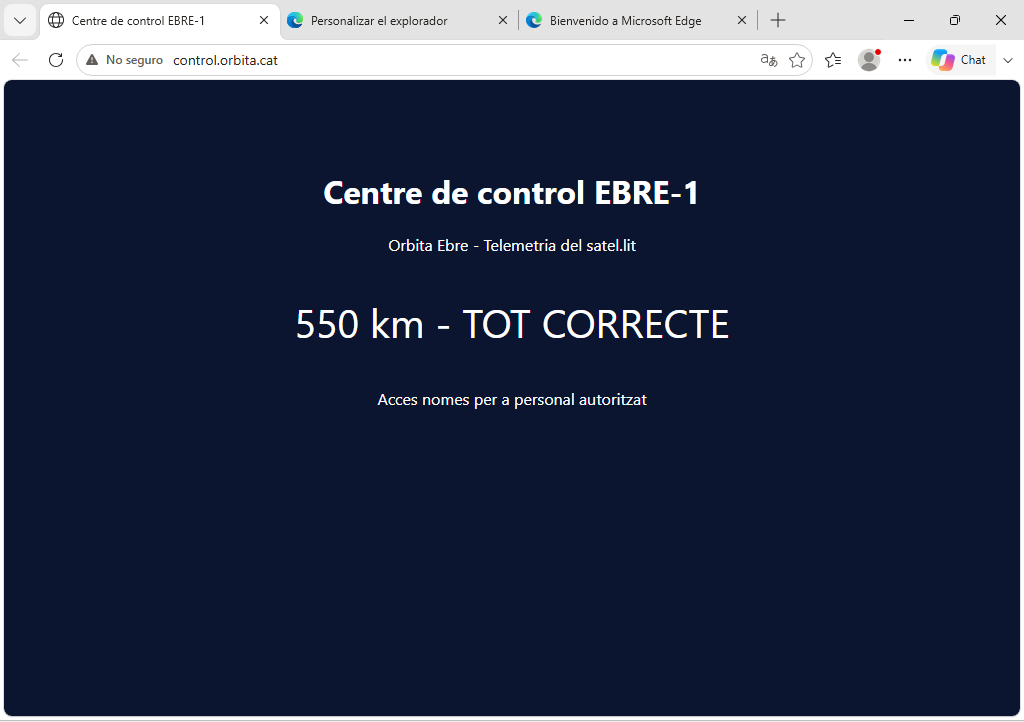 Centre de control EBRE-1
Personalizar el explorador
Bienvenido a Microsoft Edge
No seguro
control.orbita.cat
Chat
Centre de control EBRE-1
Orbita Ebre - Telemetria del satel.lit
550 km - TOT CORRECTE
Acces nomes per a personal autoritzat